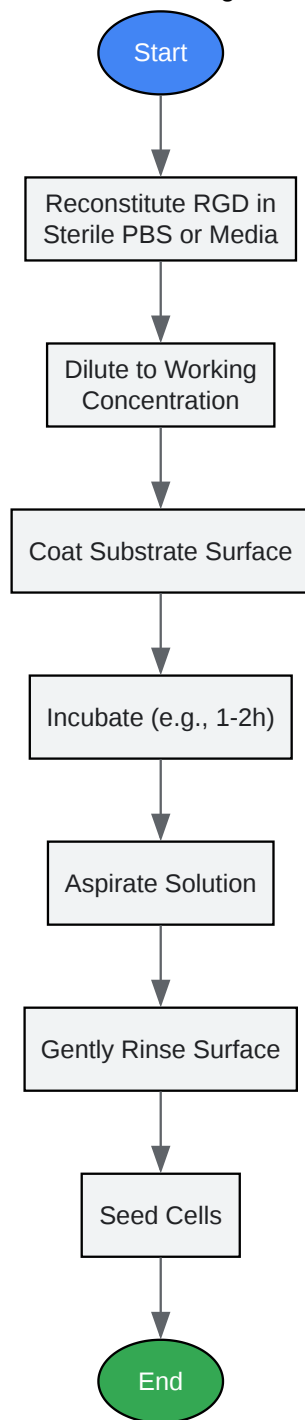 Start
Reconstitute RGD in
Sterile PBS or Media
Dilute to Working
Concentration
Coat Substrate Surface
Incubate (e.g., 1-2h)
Aspirate Solution
Gently Rinse Surface
Seed Cells
End